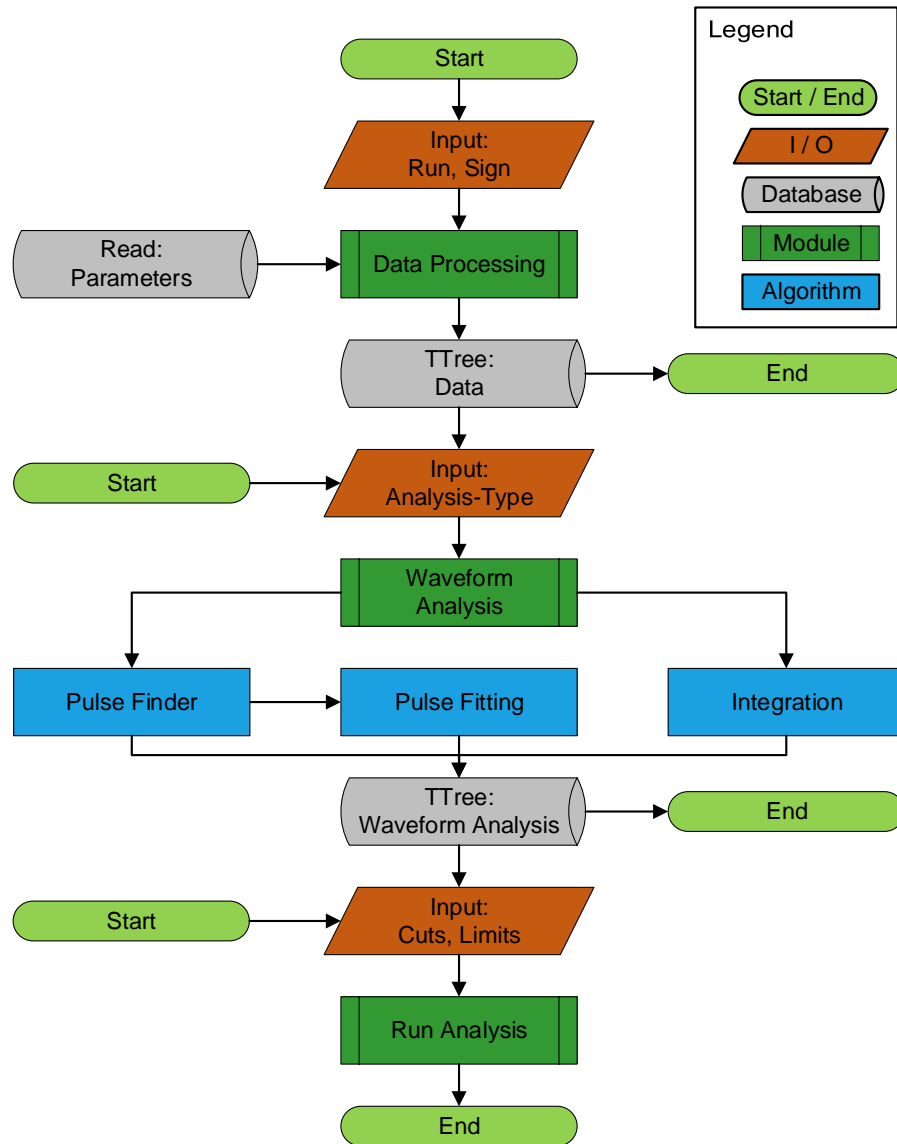 Legend
Start / End
I / O
Database
Module
Algorithm
Start
Input:
Run, Sign
Read:
Parameters
Data Processing
TTree:
Data
End
Start
Input:
Analysis-Type
Waveform
Analysis
Pulse Finder
Pulse Fitting
Integration
TTree:
Waveform Analysis
End
Start
Input:
Cuts, Limits
Run Analysis
End